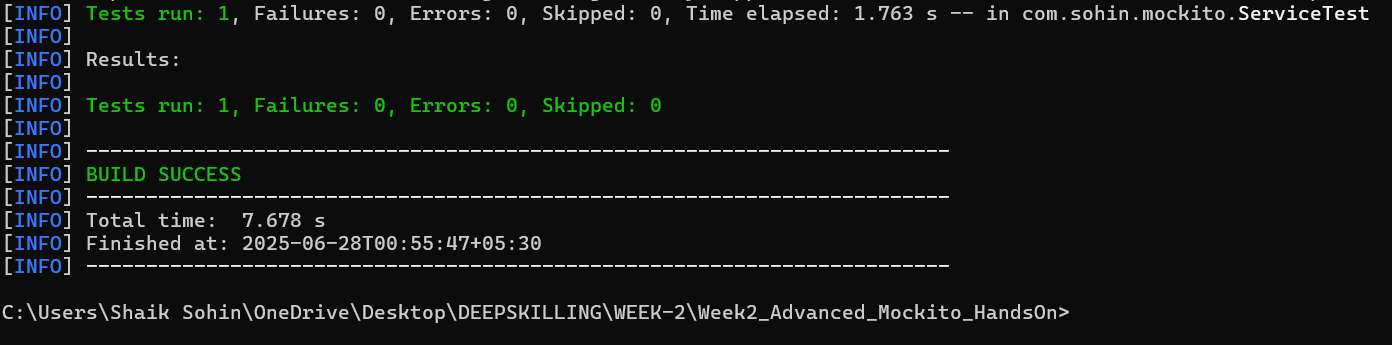 [INFO] Tests run: 1, Failures: 0, Errors: 0, Skipped: 0, Time elapsed: 1.763 s -- in com.sohin.mockito.ServiceTest
[INFO]
[INFO] Results:
[INFO]
[INFO] Tests run: 1, Failures: 0, Errors: 0, Skipped: 0
[INFO]
[INFO] ------------------------------------------------------------------------
[INFO] BUILD SUCCESS
[INFO] ------------------------------------------------------------------------
[INFO] Total time:  7.678 s
[INFO] Finished at: 2025-06-28T00:55:47+05:30
[INFO] ------------------------------------------------------------------------
C:\Users\Shaik Sohin\OneDrive\Desktop\DEEPSKILLING\WEEK-2\Week2_Advanced_Mockito_HandsOn>